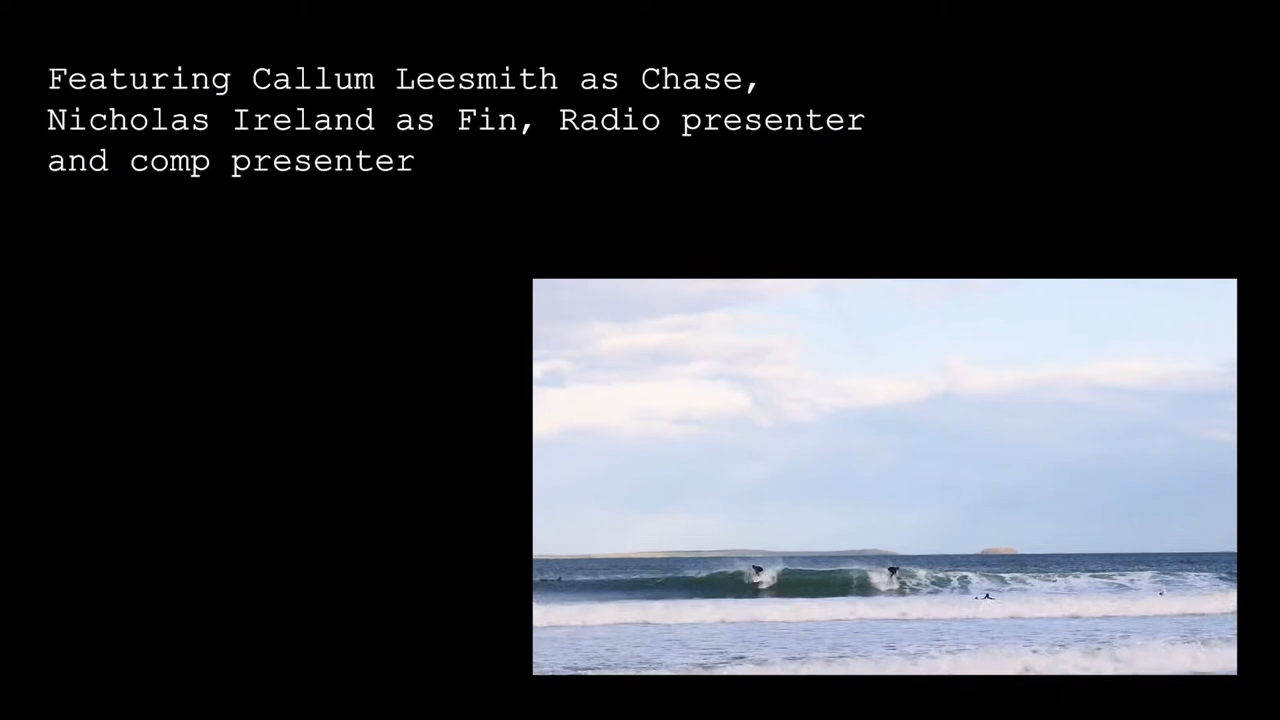 Featuring Callum Leesmith as Chase,
Nicholas Ireland as Fin, Radio presenter
and comp presenter